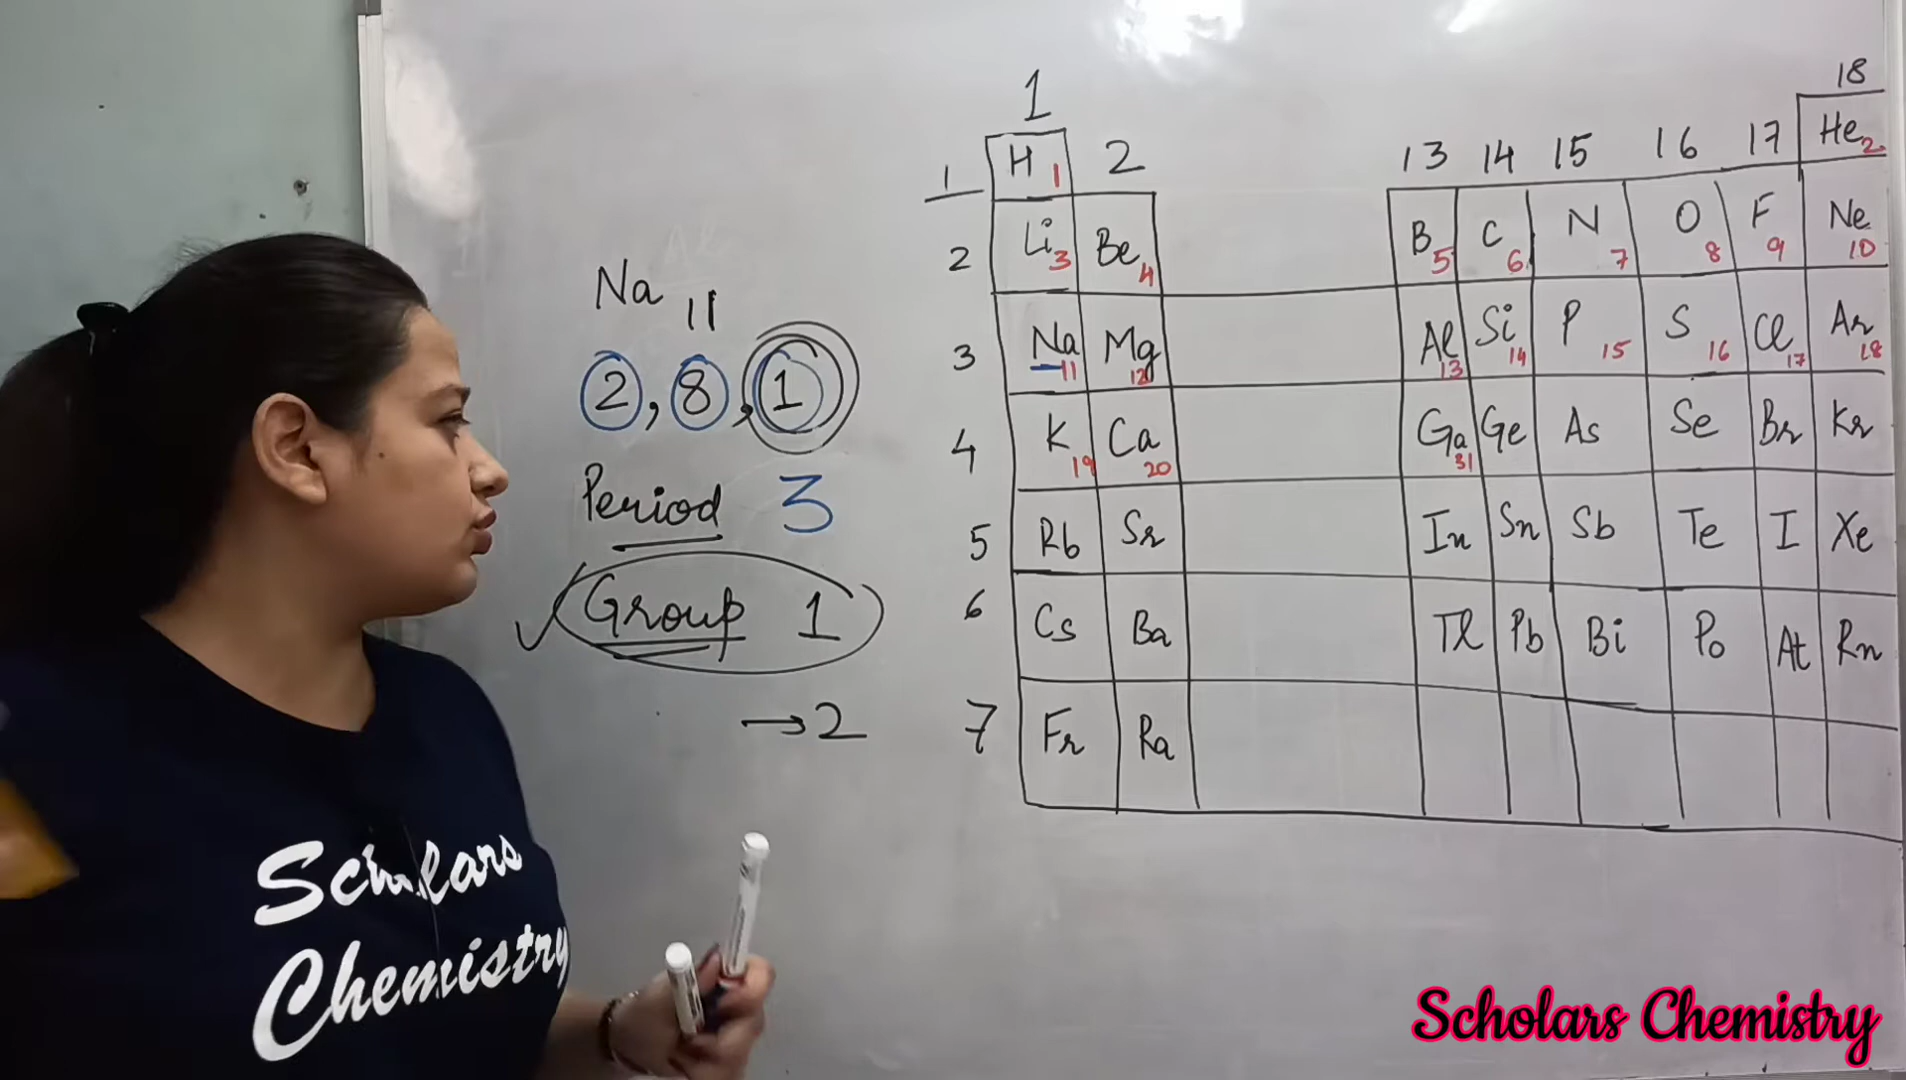 Na 11
2, 8, 1
Period 3
Group 1
→2
1 18
2 13 14 15 16 17
1 H 1 He 2
2 Li 3 Be 4 B 5 C 6 N 7 O 8 F 9 Ne 10
3 Na 11 Mg 12 Al 13 Si 14 P 15 S 16 Cl 17 Ar 18
4 K 19 Ca 20 Ga 31 Ge As Se Br Kr
5 Rb Sr In Sn Sb Te I Xe
6 Cs Ba Tl Pb Bi Po At Rn
7 Fr Ra
Scholars
Chemistry
Scholars Chemistry